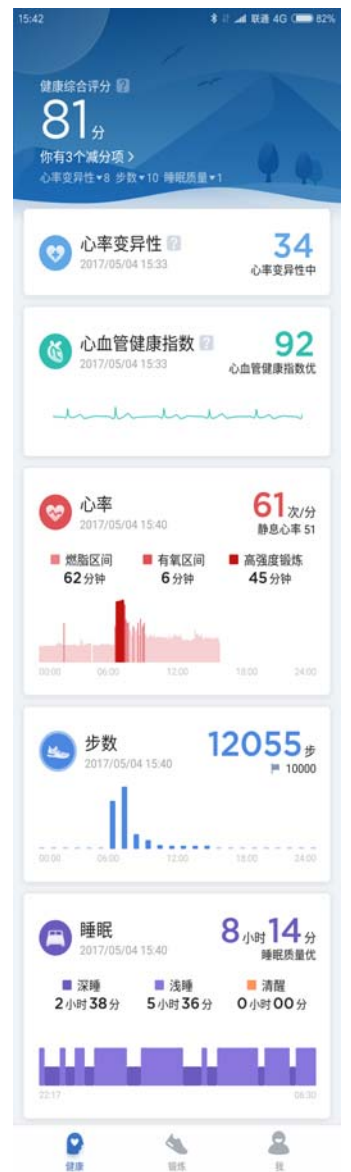 15:42 联通 4G 82%
健康综合评分 ?
81分
你有3个减分项 >
心率变异性▾8 步数▾10 睡眠质量▾1
心率变异性 ? 34
2017/05/04 15:33 心率变异性中
心血管健康指数 ? 92
2017/05/04 15:33 心血管健康指数优
心率 61次/分
2017/05/04 15:40 静息心率 51
燃脂区间 有氧区间 高强度锻炼
62分钟 6分钟 45分钟
00:00 06:00 12:00 18:00 24:00
步数 12055步
2017/05/04 15:40 10000
00:00 06:00 12:00 18:00 24:00
睡眠 8小时14分
2017/05/04 15:40 睡眠质量优
深睡 浅睡 清醒
2小时38分 5小时36分 0小时00分
22:17 06:30
健康 锻炼 我